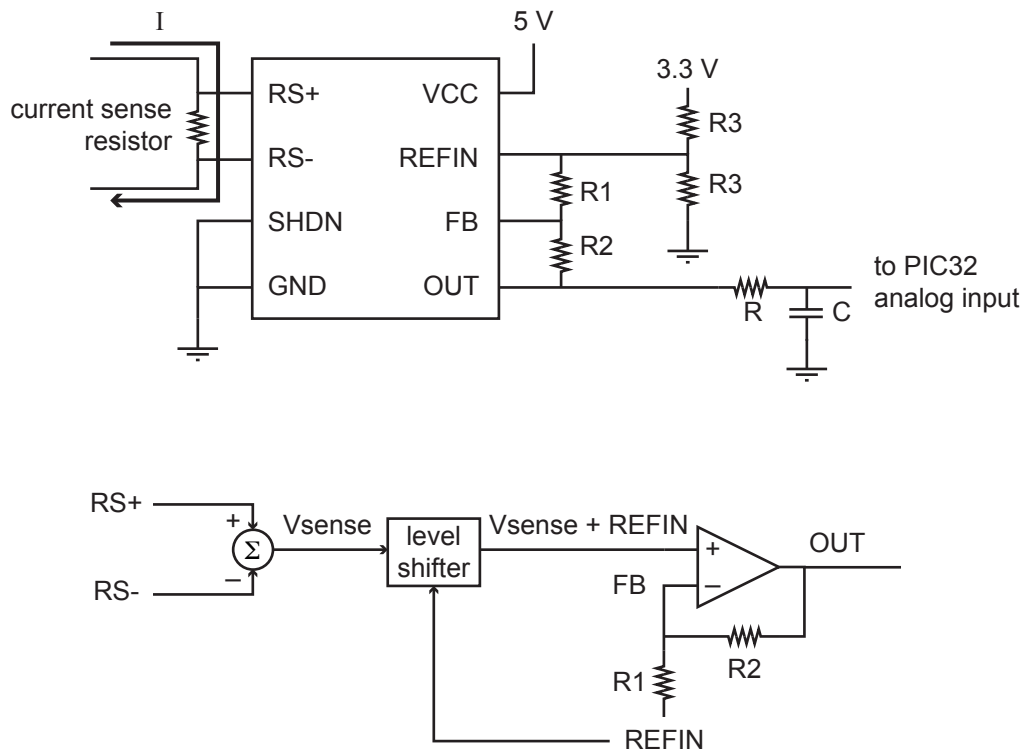 I
5 V
RS+
VCC
3.3 V
current sense
resistor
R3
RS-
REFIN
R1
R3
SHDN
FB
R2
to PIC32
analog input
GND
OUT
R
C
RS+
+
Vsense
level
shifter
Vsense + REFIN
+
OUT
Σ
RS-
–
FB
–
R2
R1
REFIN